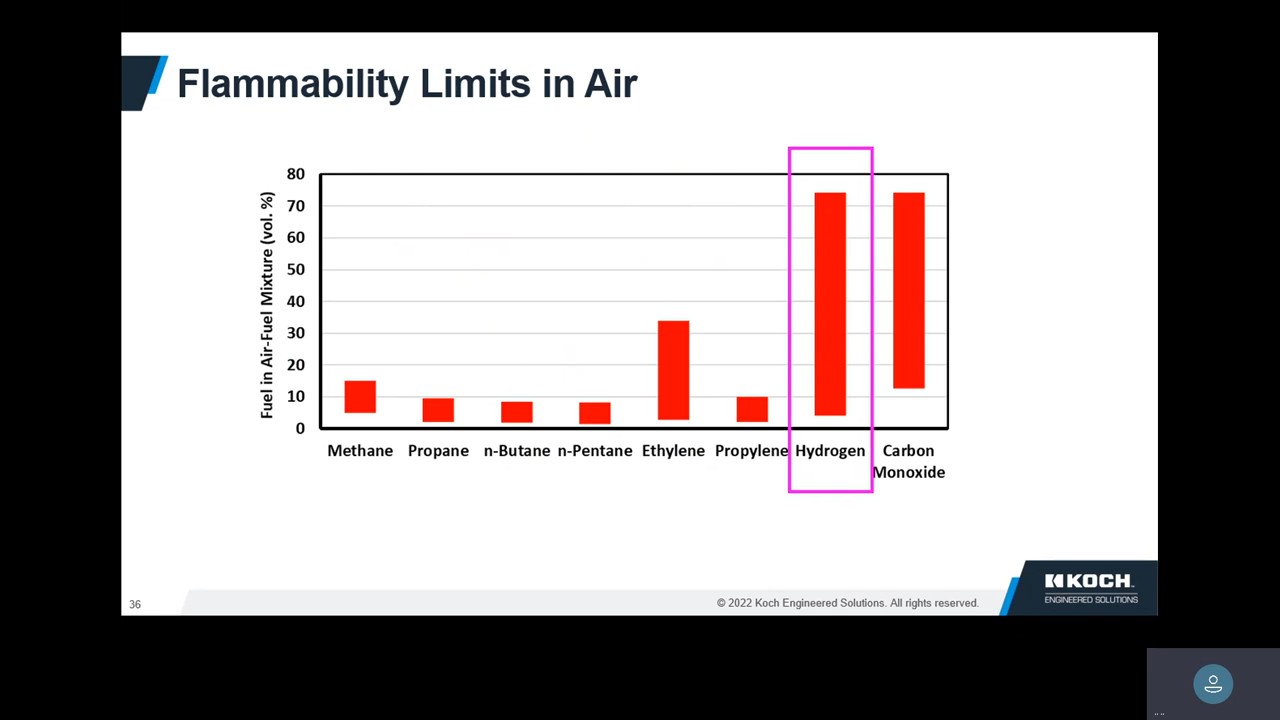 Flammability Limits in Air
Fuel in Air-Fuel Mixture (vol. %)
80
70
60
50
40
30
20
10
0
Methane Propane n-Butane n-Pentane Ethylene Propylene Hydrogen Carbon Monoxide
36
© 2022 Koch Engineered Solutions. All rights reserved.
KOCH
ENGINEERED SOLUTIONS